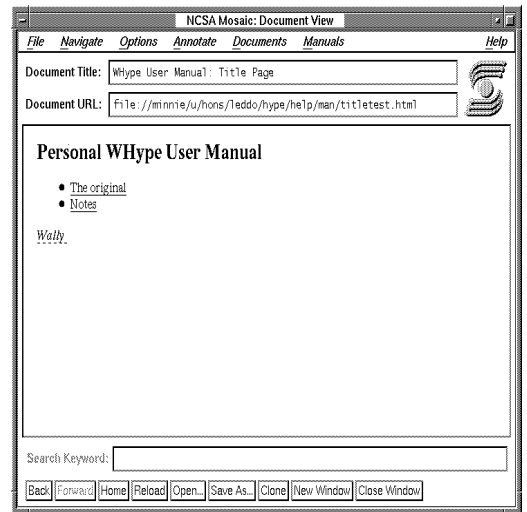 NCSA Mosaic: Document View
File Navigate Options Annotate Documents Manuals Help
Document Title: WHype User Manual: Title Page
Document URL: file://minnie/u/hons/leddo/hype/help/man/titletest.html
Personal WHype User Manual
The original
Notes
Wally
Search Keyword:
Back Forward Home Reload Open... Save As... Clone New Window Close Window